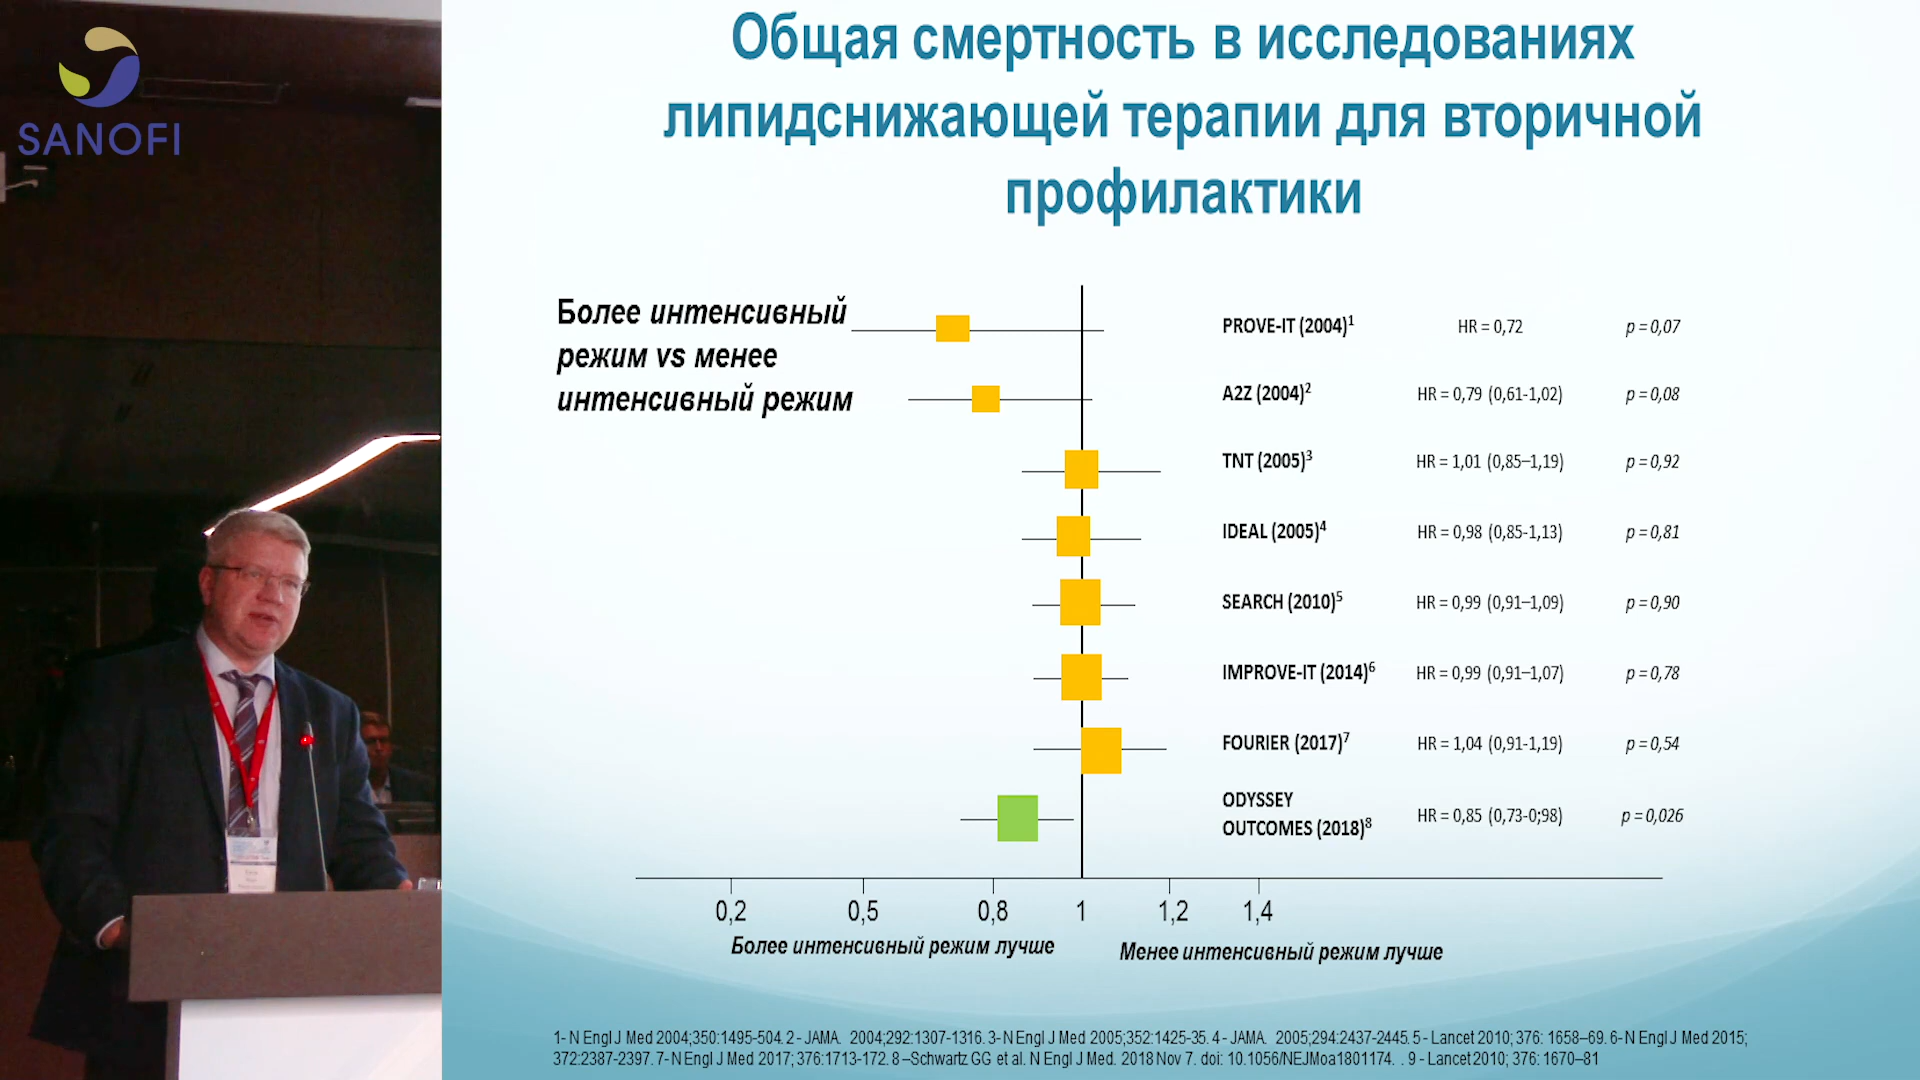 SANOFI
Общая смертность в исследованиях
липидснижающей терапии для вторичной
профилактики
Более интенсивный
режим vs менее
интенсивный режим
PROVE-IT (2004)1 HR = 0,72 p = 0,07
A2Z (2004)2 HR = 0,79 (0,61-1,02) p = 0,08
TNT (2005)3 HR = 1,01 (0,85–1,19) p = 0,92
IDEAL (2005)4 HR = 0,98 (0,85-1,13) p = 0,81
SEARCH (2010)5 HR = 0,99 (0,91–1,09) p = 0,90
IMPROVE-IT (2014)6 HR = 0,99 (0,91–1,07) p = 0,78
FOURIER (2017)7 HR = 1,04 (0,91-1,19) p = 0,54
ODYSSEY
OUTCOMES (2018)8 HR = 0,85 (0,73-0;98) p = 0,026
0,2 0,5 0,8 1 1,2 1,4
Более интенсивный режим лучше Менее интенсивный режим лучше
1- N Engl J Med 2004;350:1495-504. 2 - JAMA. 2004;292:1307-1316. 3- N Engl J Med 2005;352:1425-35. 4 - JAMA. 2005;294:2437-2445. 5 - Lancet 2010; 376: 1658–69. 6- N Engl J Med 2015;
372:2387-2397. 7- N Engl J Med 2017; 376:1713-172. 8 –Schwartz GG et al. N Engl J Med. 2018 Nov 7. doi: 10.1056/NEJMoa1801174. . 9 - Lancet 2010; 376: 1670–81